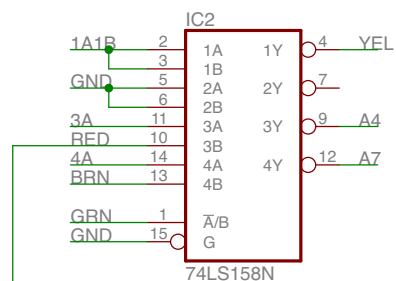 IC2
1A1B 2 1A 1Y 4 YEL
3 1B
GND 5 2A 2Y 7
6 2B
3A 11 3A 3Y 9 A4
RED 10 3B
4A 14 4A 4Y 12 A7
BRN 13 4B
GRN 1 A̅/B
GND 15 G
74LS158N